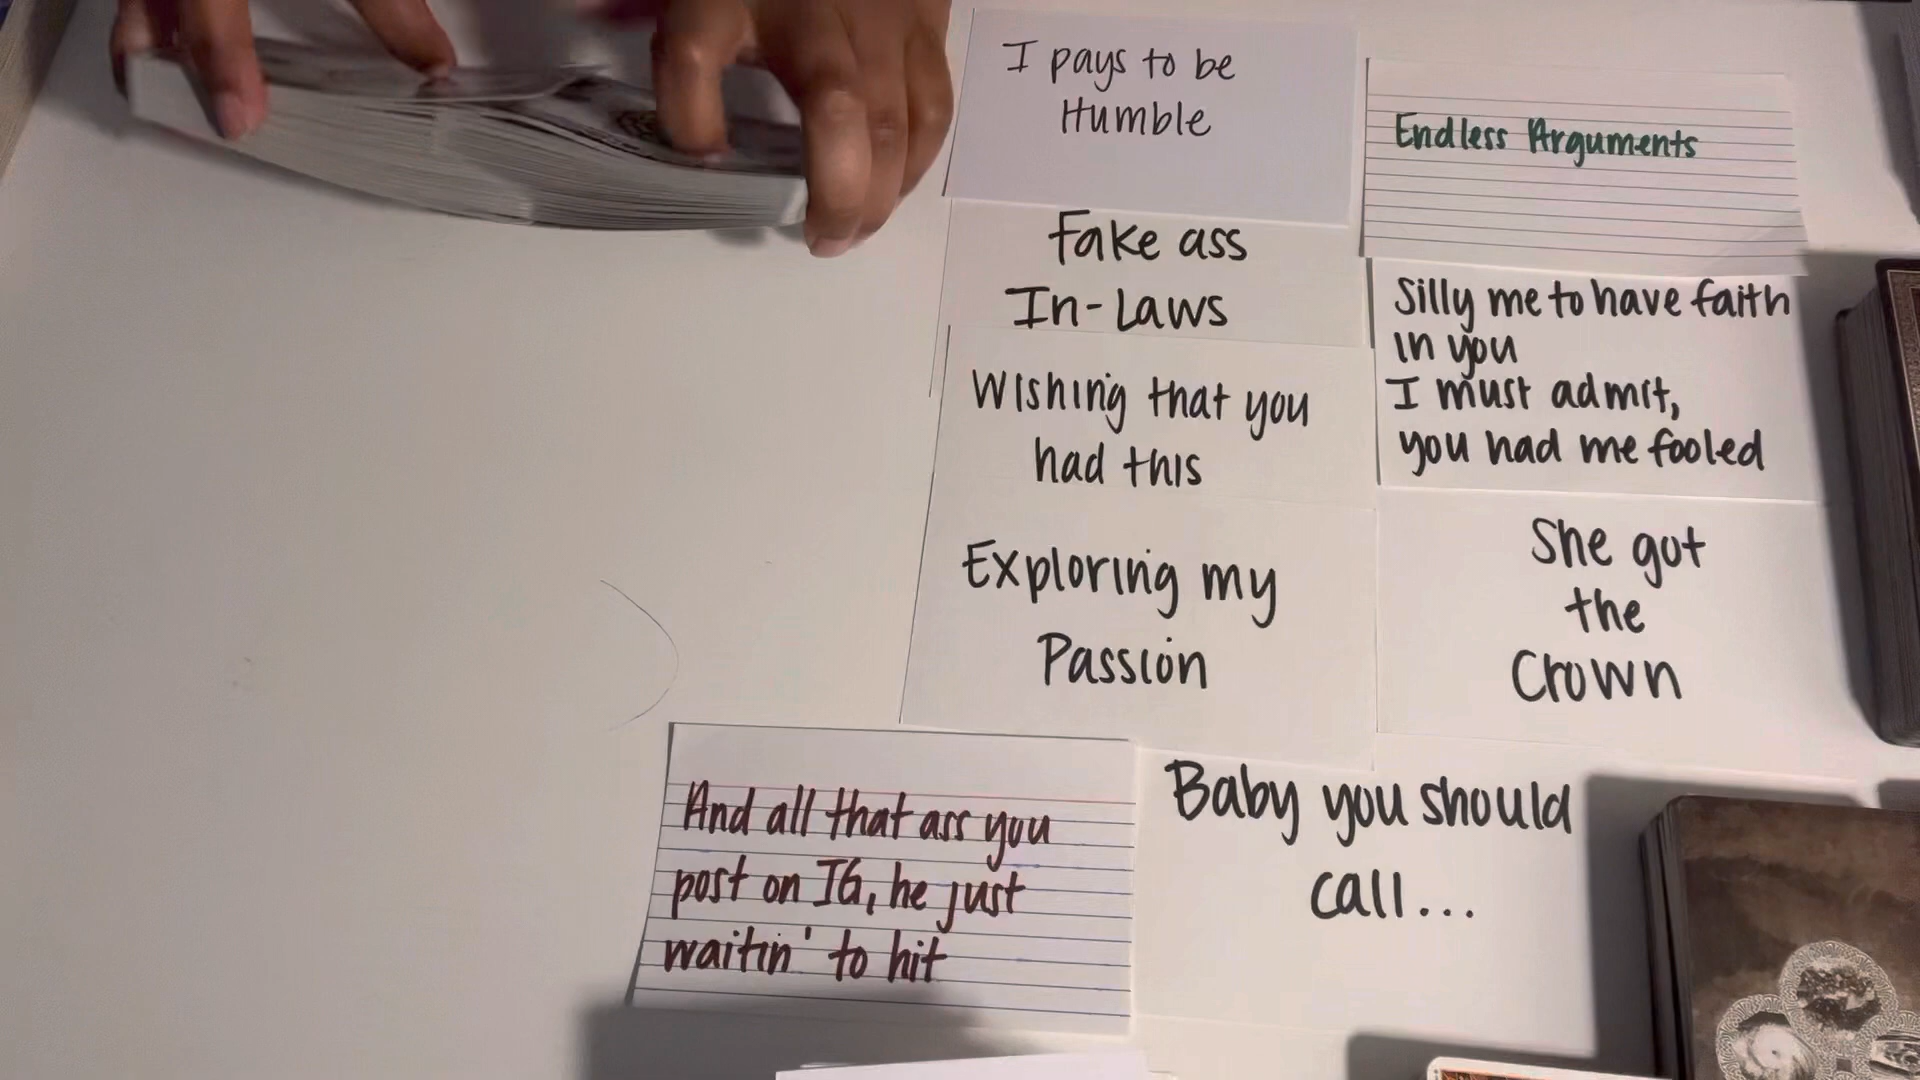 I pays to be
Humble
Endless Arguments
Fake ass
In-Laws
Silly me to have faith
in you
I must admit,
you had me fooled
Wishing that you
had this
Exploring my
Passion
She got
the
Crown
And all that ass you
post on IG, he just
waitin' to hit
Baby you should
call...